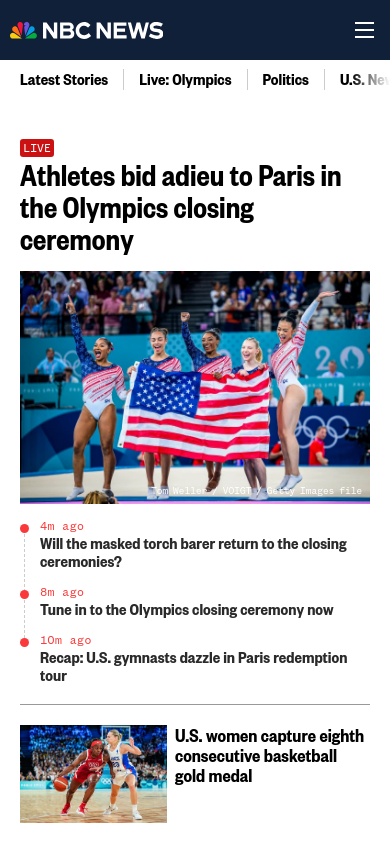 NBC NEWS
Latest Stories
Live: Olympics
Politics
U.S. New
LIVE
Athletes bid adieu to Paris in
the Olympics closing
ceremony
2024
Tom Weller / VOIGT / Getty Images file
4m ago
Will the masked torch barer return to the closing
ceremonies?
8m ago
Tune in to the Olympics closing ceremony now
10m ago
Recap: U.S. gymnasts dazzle in Paris redemption
tour
U.S. women capture eighth
consecutive basketball
gold medal